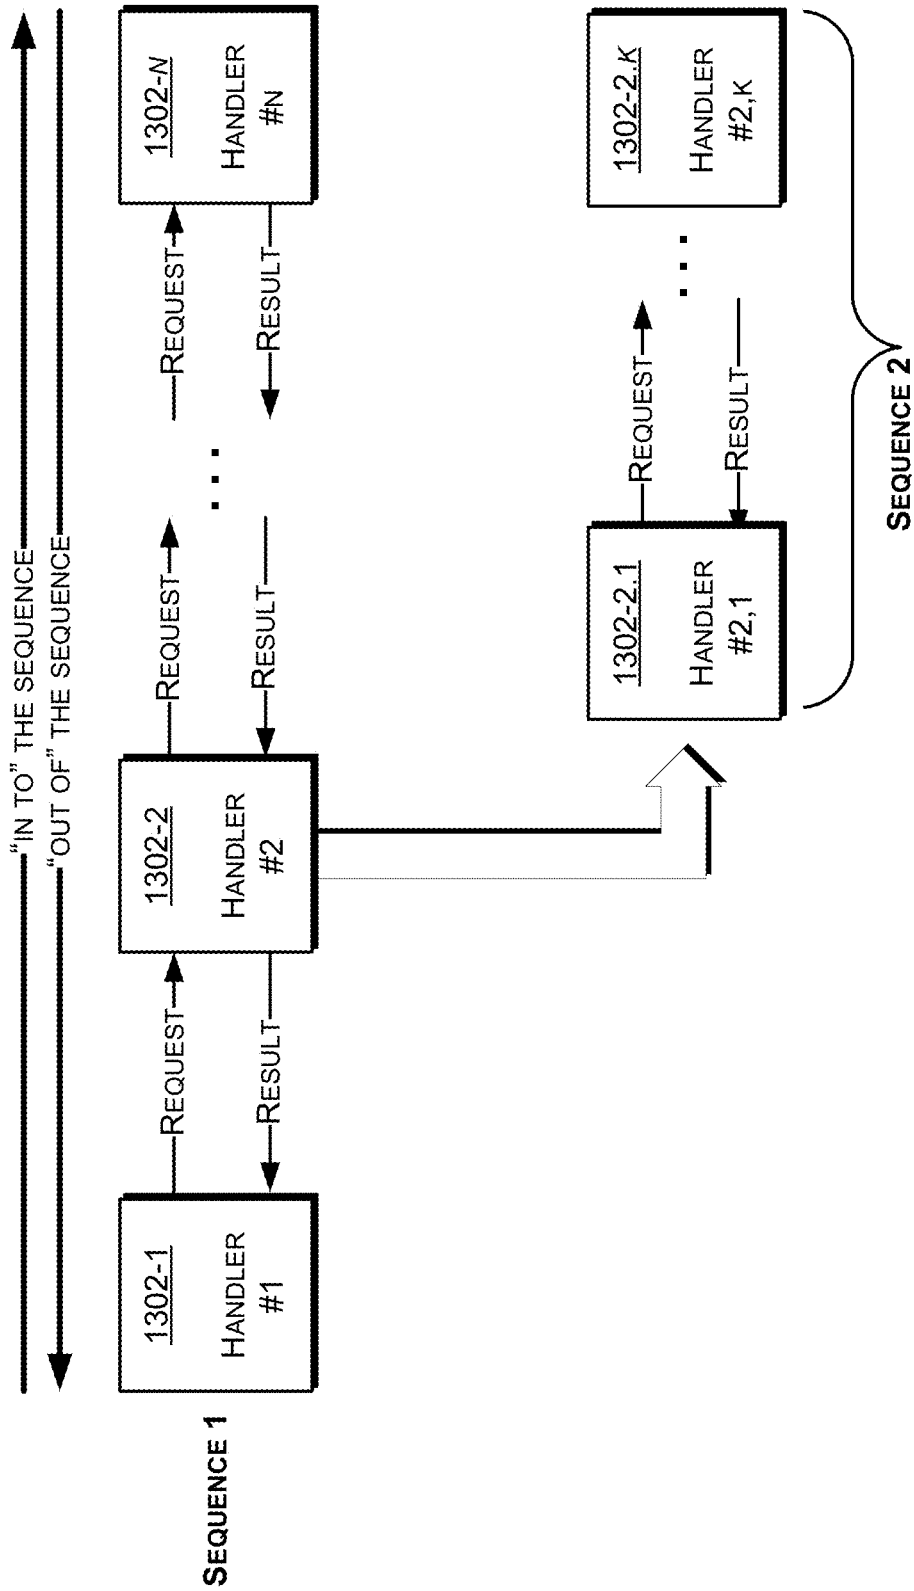 “IN TO” THE SEQUENCE
“OUT OF” THE SEQUENCE
SEQUENCE 1
1302-1
HANDLER
#1
REQUEST
RESULT
1302-2
HANDLER
#2
REQUEST
RESULT
. . .
REQUEST
RESULT
1302-N
HANDLER
#N
1302-2.1
HANDLER
#2,1
REQUEST
RESULT
. . .
1302-2.K
HANDLER
#2,K
SEQUENCE 2